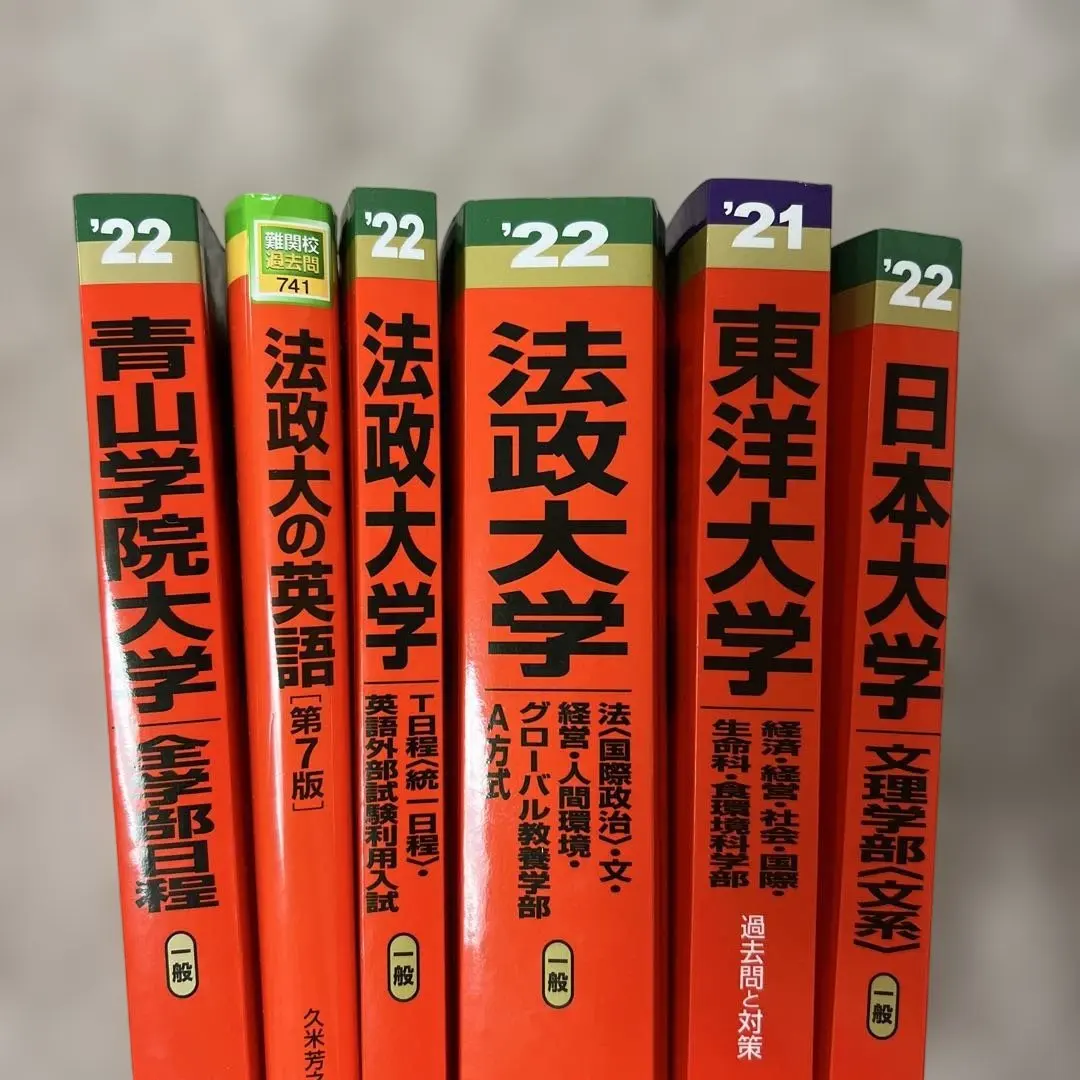 '22
青山学院大学
〈全学部日程〉
一般
難関校
過去問
741
法政大の英語
[第7版]
久米芳之
'22
法政大学
T日程〈統一日程〉・
英語外部試験利用入試
一般
'22
法政大学
法〈国際政治〉・文・
経営・人間環境・
グローバル教養学部
A方式
一般
'21
東洋大学
経済・経営・社会・国際・
生命科・食環境科学部
過去問と対策
'22
日本大学
文理学部〈文系〉
一般